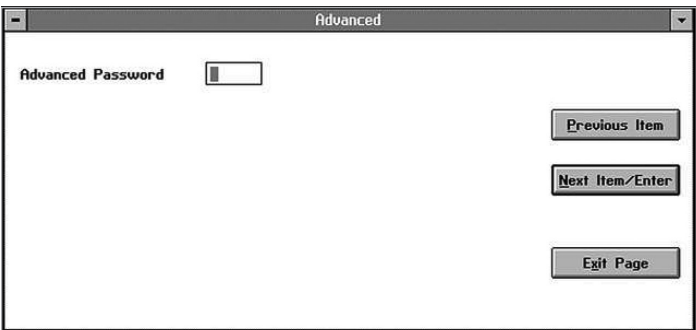 Advanced
Advanced Password
Previous Item
Next Item/Enter
Exit Page